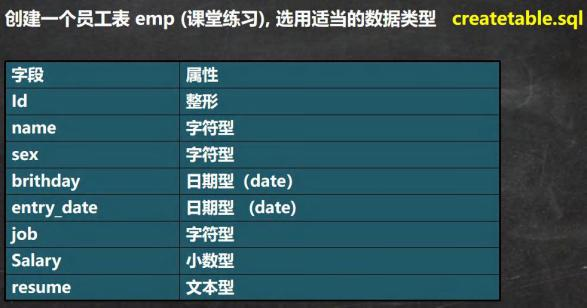 创建一个员工表 emp (课堂练习), 选用适当的数据类型 createtable.sql
字段 属性
Id 整形
name 字符型
sex 字符型
brithday 日期型（date）
entry_date 日期型 （date）
job 字符型
Salary 小数型
resume 文本型